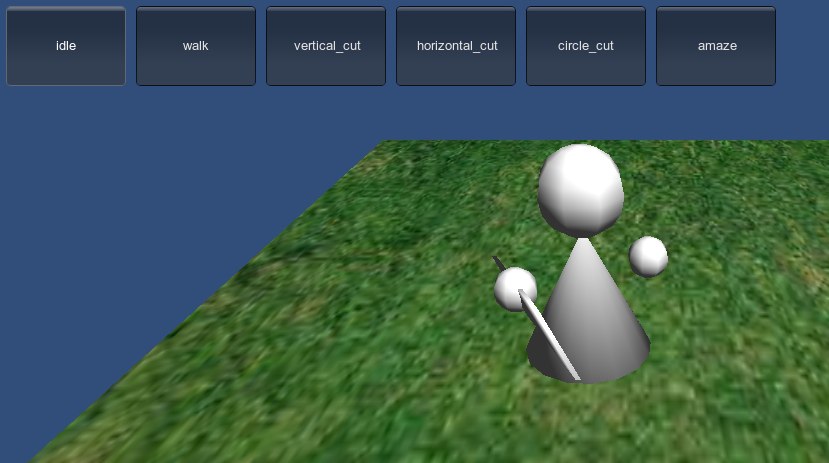 idle
walk
vertical_cut
horizontal_cut
circle_cut
amaze